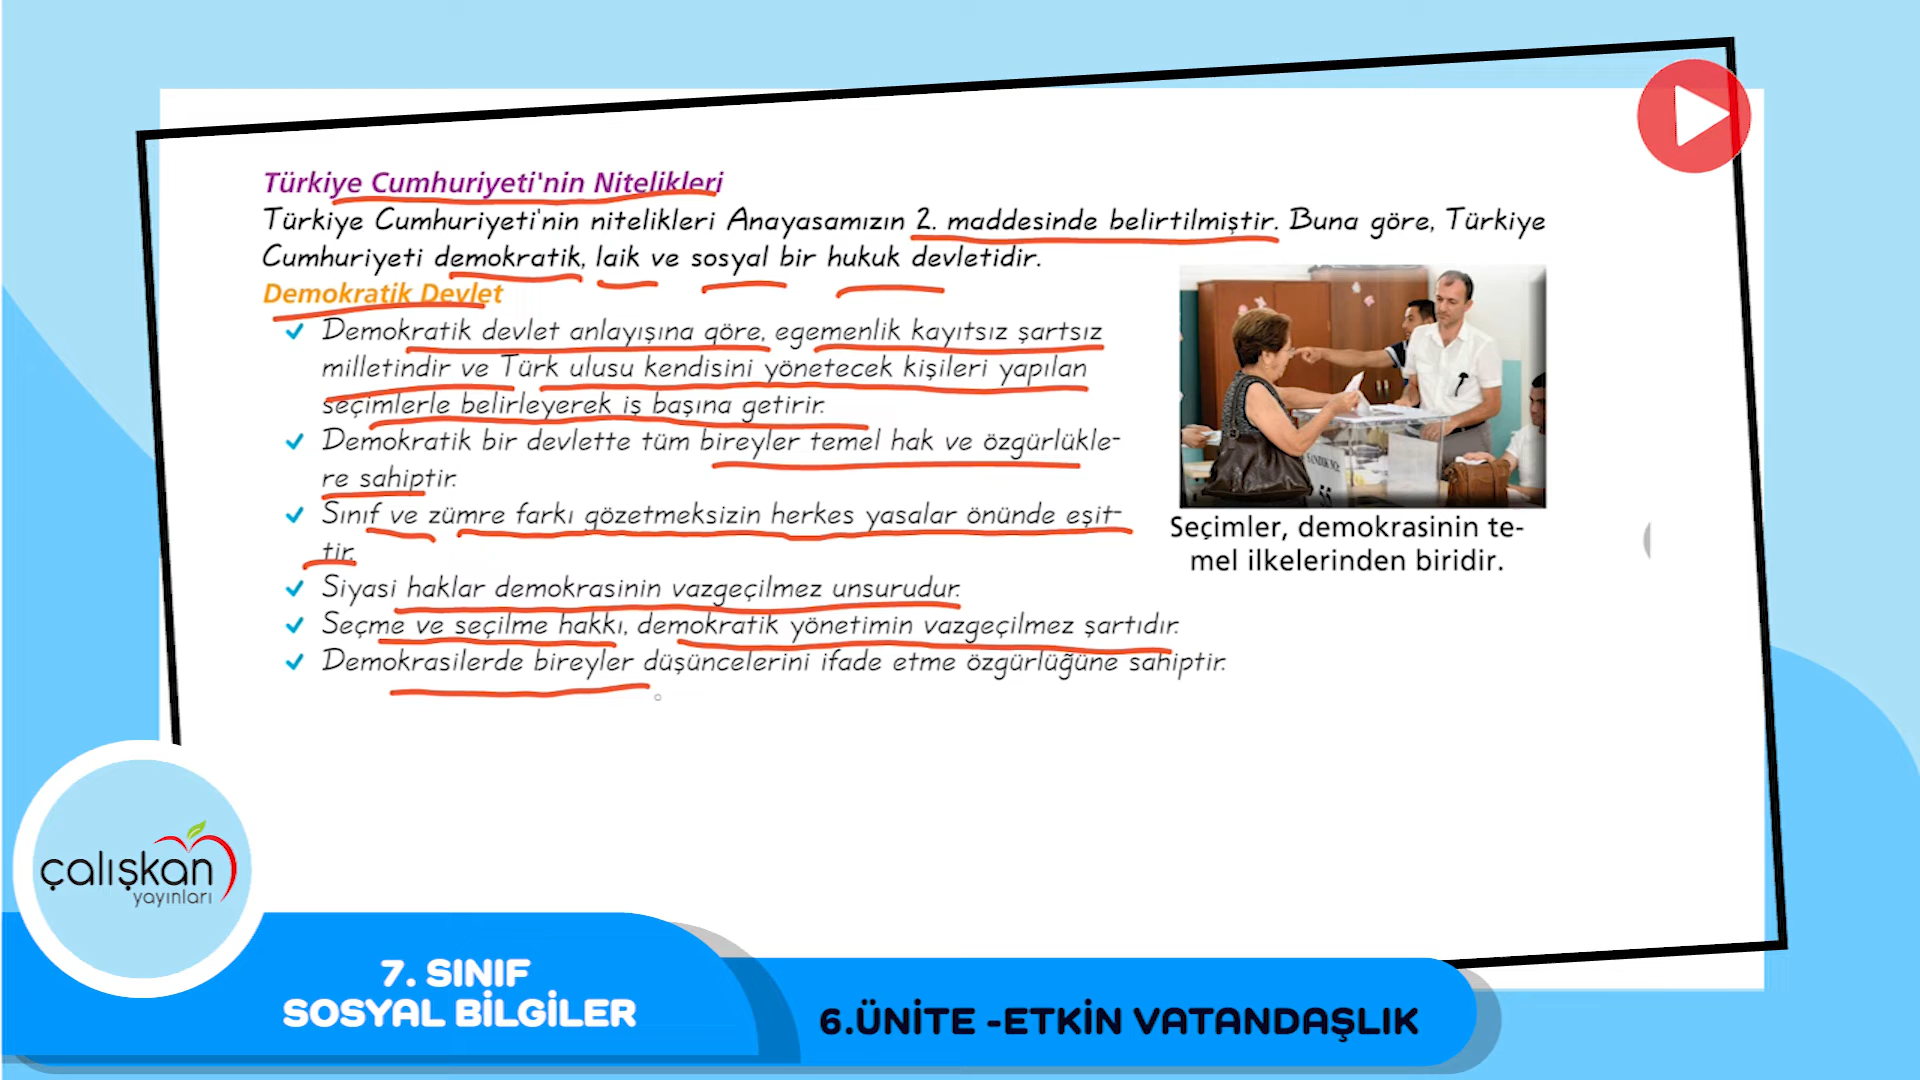 Türkiye Cumhuriyeti'nin Nitelikleri
Türkiye Cumhuriyeti'nin nitelikleri Anayasamızın 2. maddesinde belirtilmiştir. Buna göre, Türkiye
Cumhuriyeti demokratik, laik ve sosyal bir hukuk devletidir.
Demokratik Devlet
Demokratik devlet anlayışına göre, egemenlik kayıtsız şartsız
milletindir ve Türk ulusu kendisini yönetecek kişileri yapılan
seçimlerle belirleyerek iş başına getirir.
Demokratik bir devlette tüm bireyler temel hak ve özgürlükle-
re sahiptir.
Sınıf ve zümre farkı gözetmeksizin herkes yasalar önünde eşit-
tir.
Siyasi haklar demokrasinin vazgeçilmez unsurudur.
Seçme ve seçilme hakkı, demokratik yönetimin vazgeçilmez şartıdır.
Demokrasilerde bireyler düşüncelerini ifade etme özgürlüğüne sahiptir.
SANDIK NO:
55
Seçimler, demokrasinin te-
mel ilkelerinden biridir.
çalışkan
yayınları
7. SINIF
SOSYAL BİLGİLER
6.ÜNİTE -ETKİN VATANDAŞLIK